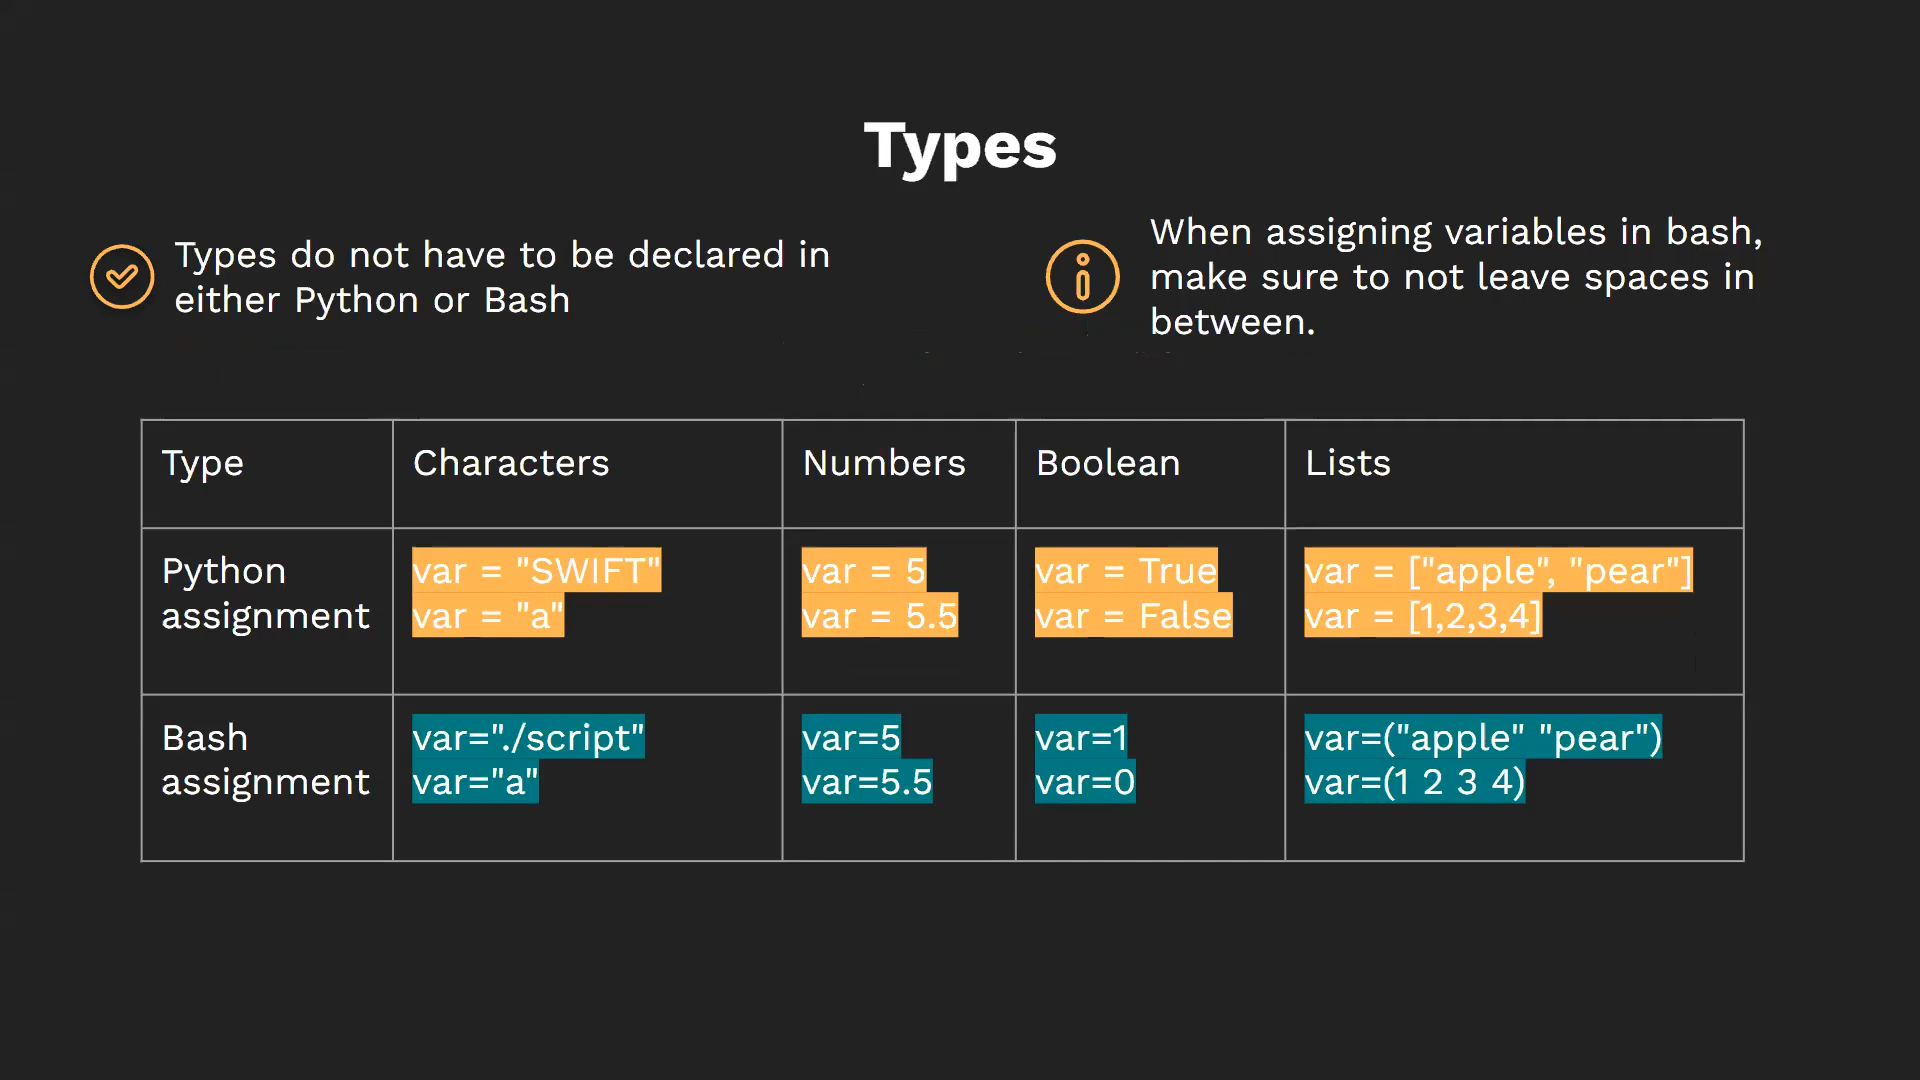 Types
Types do not have to be declared in
either Python or Bash
When assigning variables in bash,
make sure to not leave spaces in
between.
Type Characters Numbers Boolean Lists
Python assignment
var = "SWIFT"
var = "a"
var = 5
var = 5.5
var = True
var = False
var = ["apple", "pear"]
var = [1,2,3,4]
Bash assignment
var="./script"
var="a"
var=5
var=5.5
var=1
var=0
var=("apple" "pear")
var=(1 2 3 4)